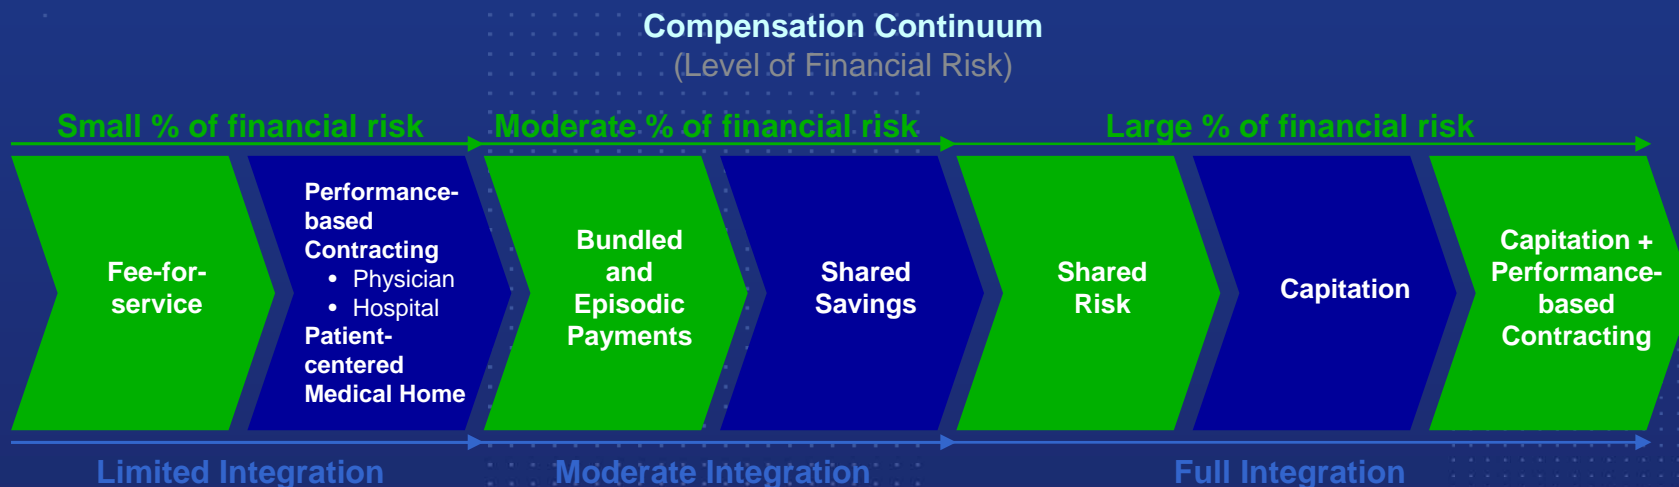 Compensation Continuum
(Level of Financial Risk)
Small % of financial risk
Moderate % of financial risk
Large % of financial risk
Fee-for-
service
Performance-
based
Contracting
• Physician
• Hospital
Patient-
centered
Medical Home
Bundled
and
Episodic
Payments
Shared
Savings
Shared
Risk
Capitation
Capitation +
Performance-
based
Contracting
Limited Integration
Moderate Integration
Full Integration